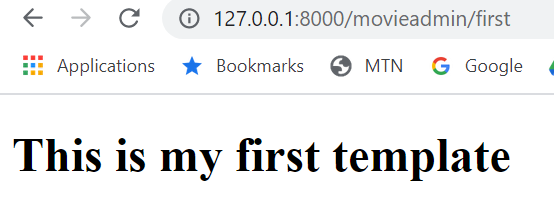 127.0.0.1:8000/movieadmin/first
Applications Bookmarks MTN Google
This is my first template